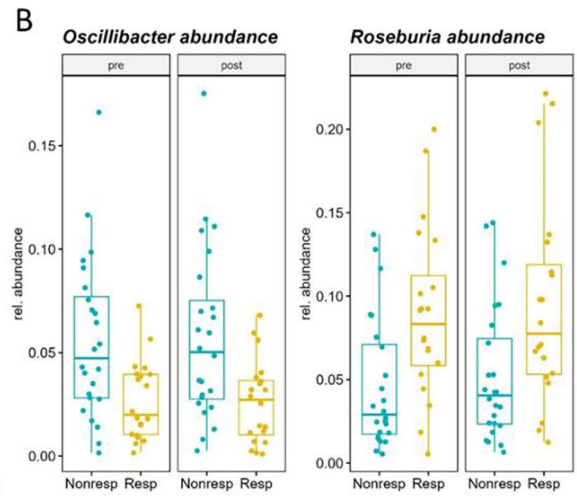 B
Oscillibacter abundance
pre
post
rel. abundance
0.15
0.10
0.05
0.00
Nonresp Resp
Nonresp Resp
Roseburia abundance
pre
post
rel. abundance
0.20
0.15
0.10
0.05
0.00
Nonresp Resp
Nonresp Resp